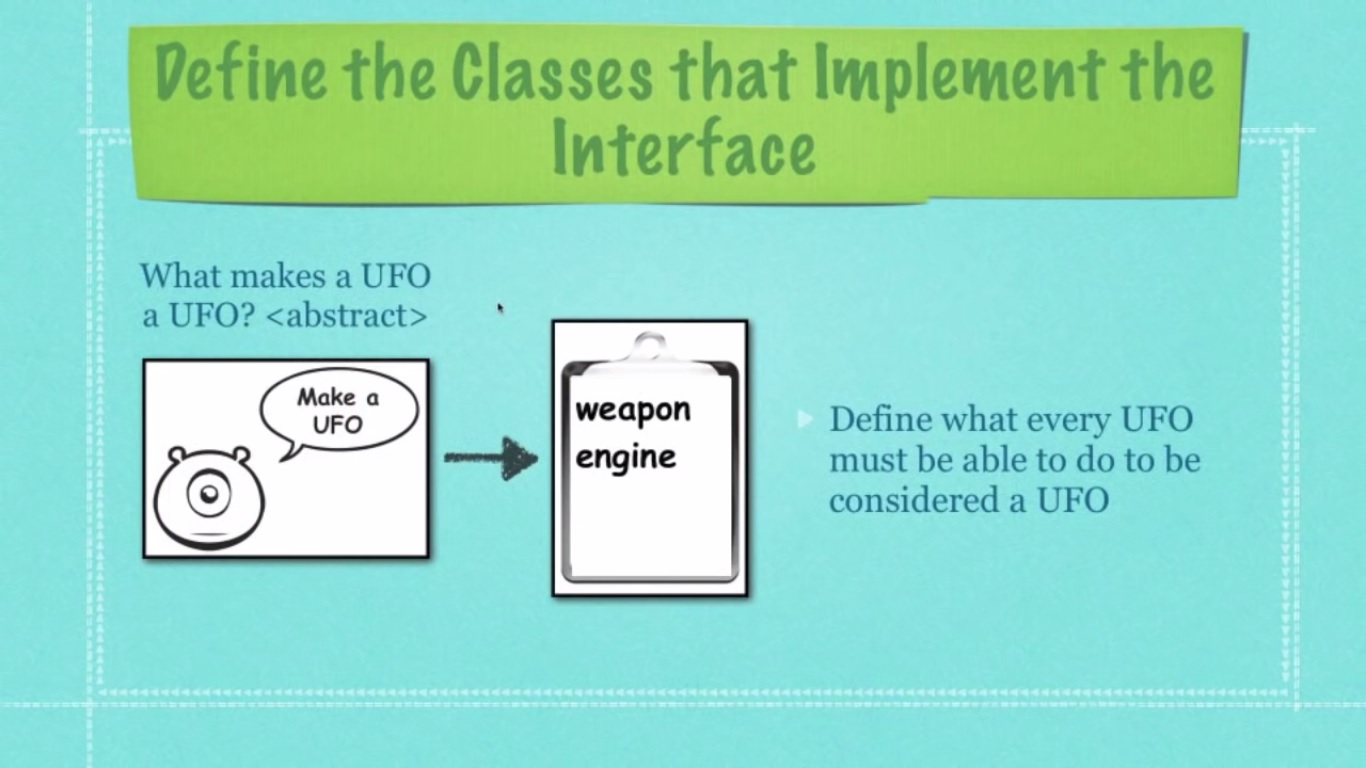 Define the Classes that Implement the
Interface
What makes a UFO
a UFO? <abstract>
Make a
UFO
weapon
engine
Define what every UFO
must be able to do to be
considered a UFO